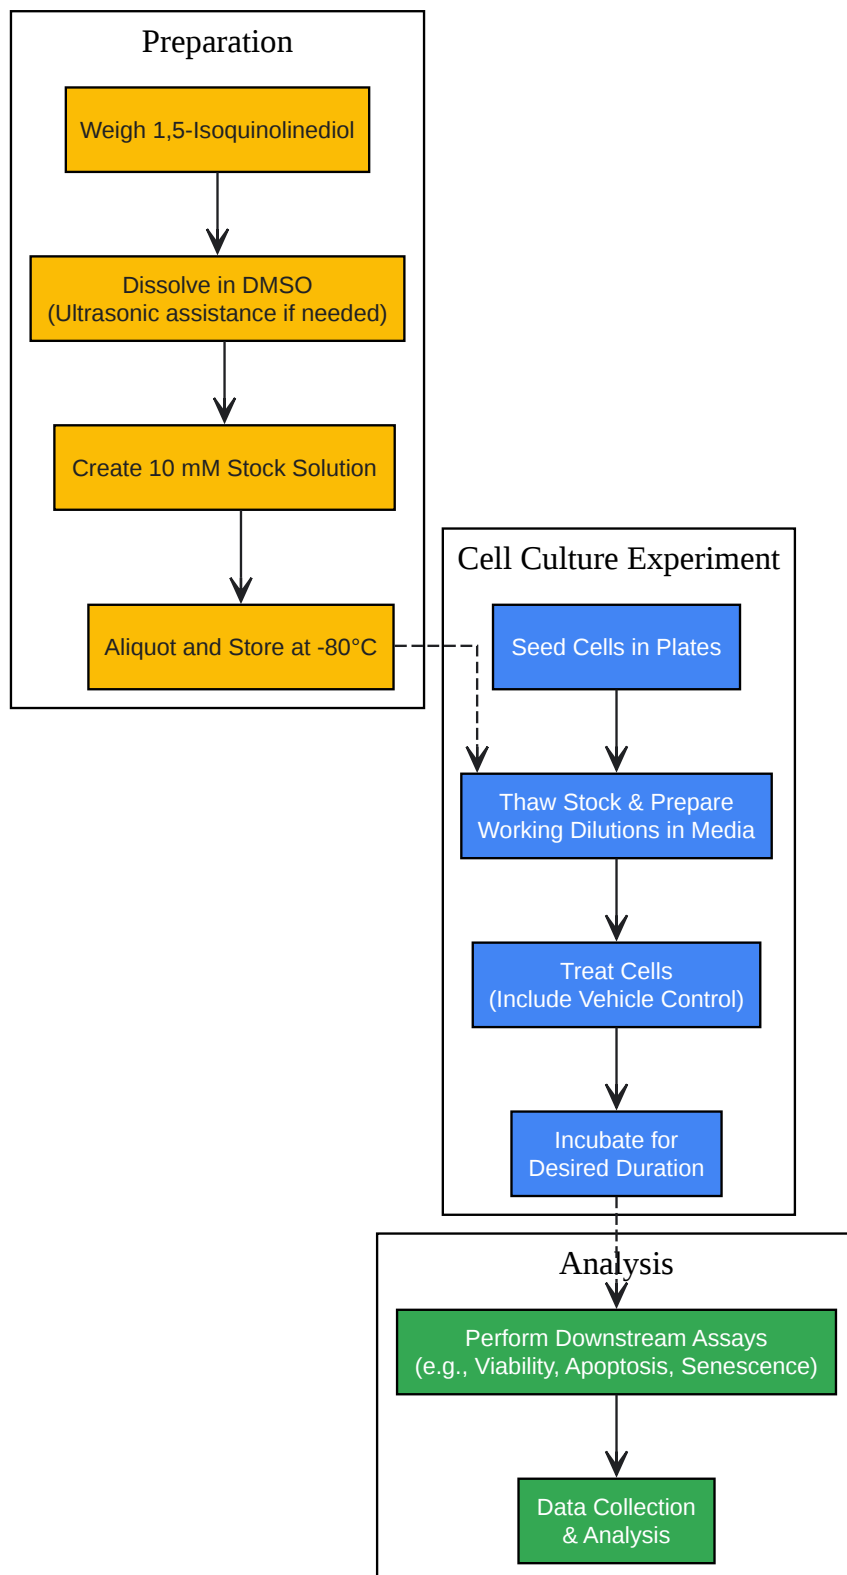 Preparation
Weigh 1,5-Isoquinolinediol
Dissolve in DMSO
(Ultrasonic assistance if needed)
Create 10 mM Stock Solution
Aliquot and Store at -80°C
Cell Culture Experiment
Seed Cells in Plates
Thaw Stock & Prepare
Working Dilutions in Media
Treat Cells
(Include Vehicle Control)
Incubate for
Desired Duration
Analysis
Perform Downstream Assays
(e.g., Viability, Apoptosis, Senescence)
Data Collection
& Analysis